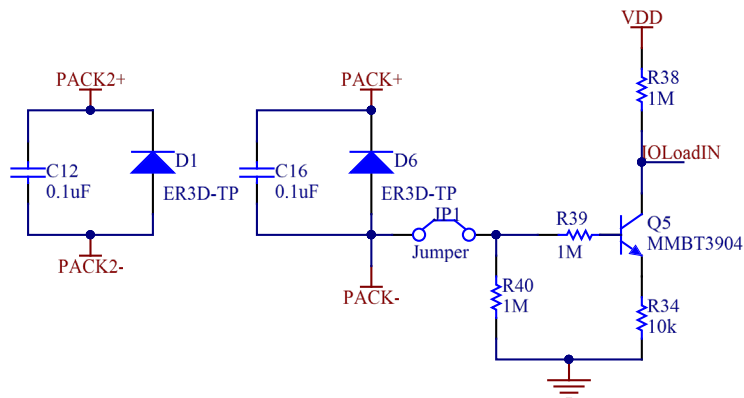 VDD
PACK2+
PACK+
R38
1M
C12
0.1uF
D1
ER3D-TP
C16
0.1uF
D6
ER3D-TP
IOLoadIN
JP1
Jumper
R39
1M
Q5
MMBT3904
PACK2-
PACK-
R40
1M
R34
10k